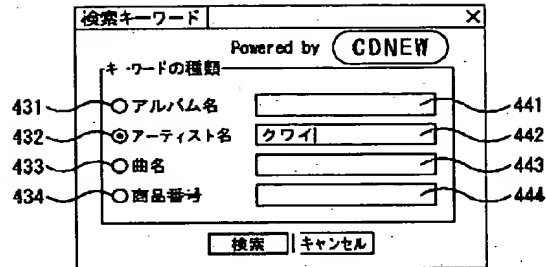 検索キーワード ×
Powered by CDNEW
キーワードの種類
431 アルバム名 441
432 アーティスト名 クワイ 442
433 曲名 443
434 商品番号 444
検索 キャンセル